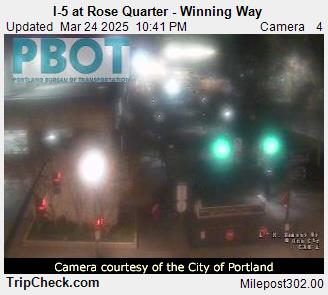 I-5 at Rose Quarter - Winning Way
Updated Mar 24 2025 10:41 PM Camera 4
PBOT
PORTLAND BUREAU OF TRANSPORTATION
Camera courtesy of the City of Portland
TripCheck.com Milepost302.00